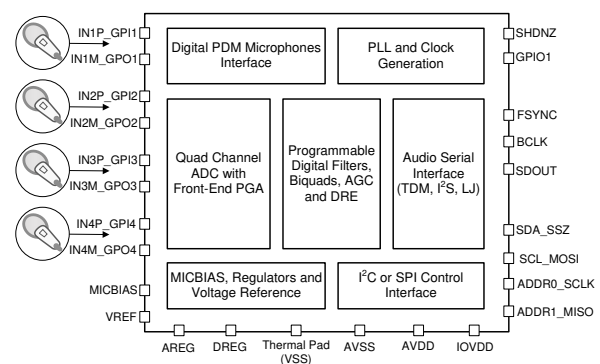 IN1P_GPI1
IN1M_GPO1
IN2P_GPI2
IN2M_GPO2
IN3P_GPI3
IN3M_GPO3
IN4P_GPI4
IN4M_GPO4
MICBIAS
VREF
Digital PDM Microphones
Interface
PLL and Clock
Generation
Quad Channel
ADC with
Front-End PGA
Programmable
Digital Filters,
Biquads, AGC
and DRE
Audio Serial
Interface
(TDM, I²S, LJ)
MICBIAS, Regulators and
Voltage Reference
I²C or SPI Control
Interface
SHDNZ
GPIO1
FSYNC
BCLK
SDOUT
SDA_SSZ
SCL_MOSI
ADDR0_SCLK
ADDR1_MISO
AREG
DREG
Thermal Pad
(VSS)
AVSS
AVDD
IOVDD